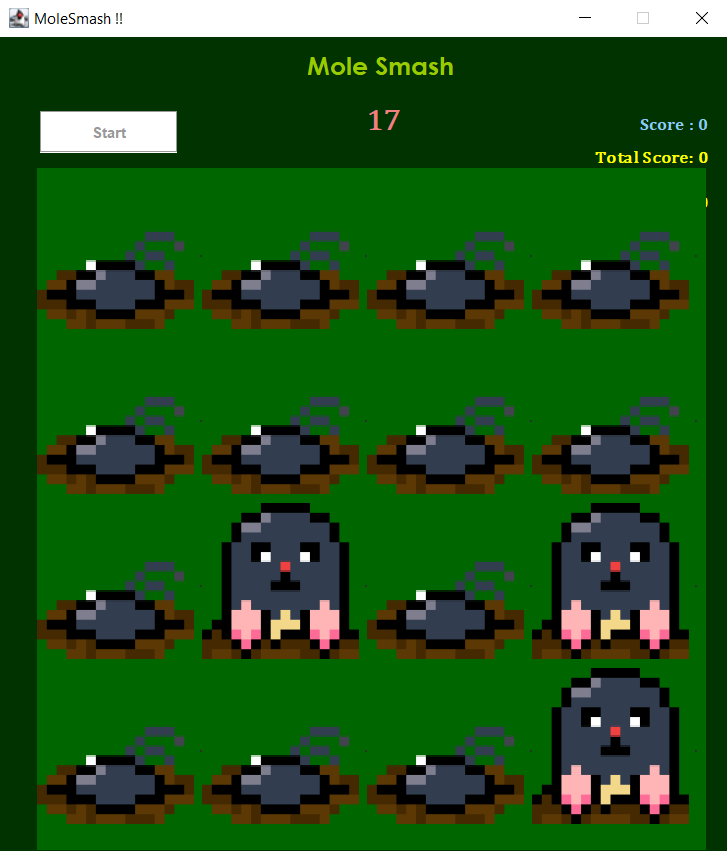 MoleSmash !!
Mole Smash
Start
17
Score : 0
Total Score: 0